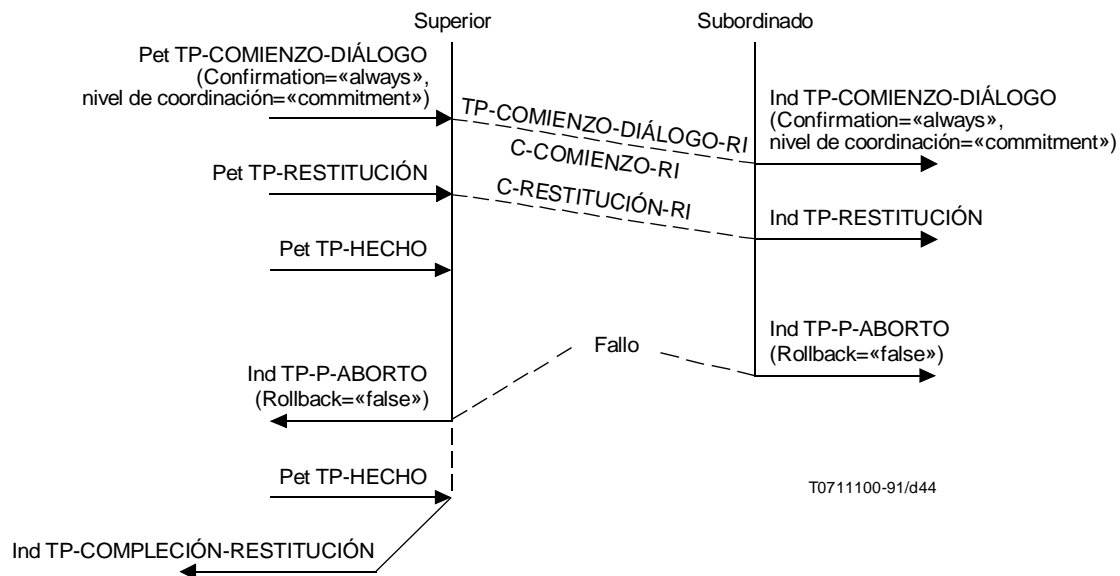 Superior
Subordinado
Pet TP-COMIENZO-DIÁLOGO
(Confirmation=«always»,
nivel de coordinación=«commitment»)
TP-COMIENZO-DIÁLOGO-RI
C-COMIENZO-RI
Ind TP-COMIENZO-DIÁLOGO
(Confirmation=«always»,
nivel de coordinación=«commitment»)
Pet TP-RESTITUCIÓN
C-RESTITUCIÓN-RI
Ind TP-RESTITUCIÓN
Pet TP-HECHO
Ind TP-P-ABORTO
(Rollback=«false»)
Fallo
Ind TP-P-ABORTO
(Rollback=«false»)
Pet TP-HECHO
T0711100-91/d44
Ind TP-COMPLECIÓN-RESTITUCIÓN